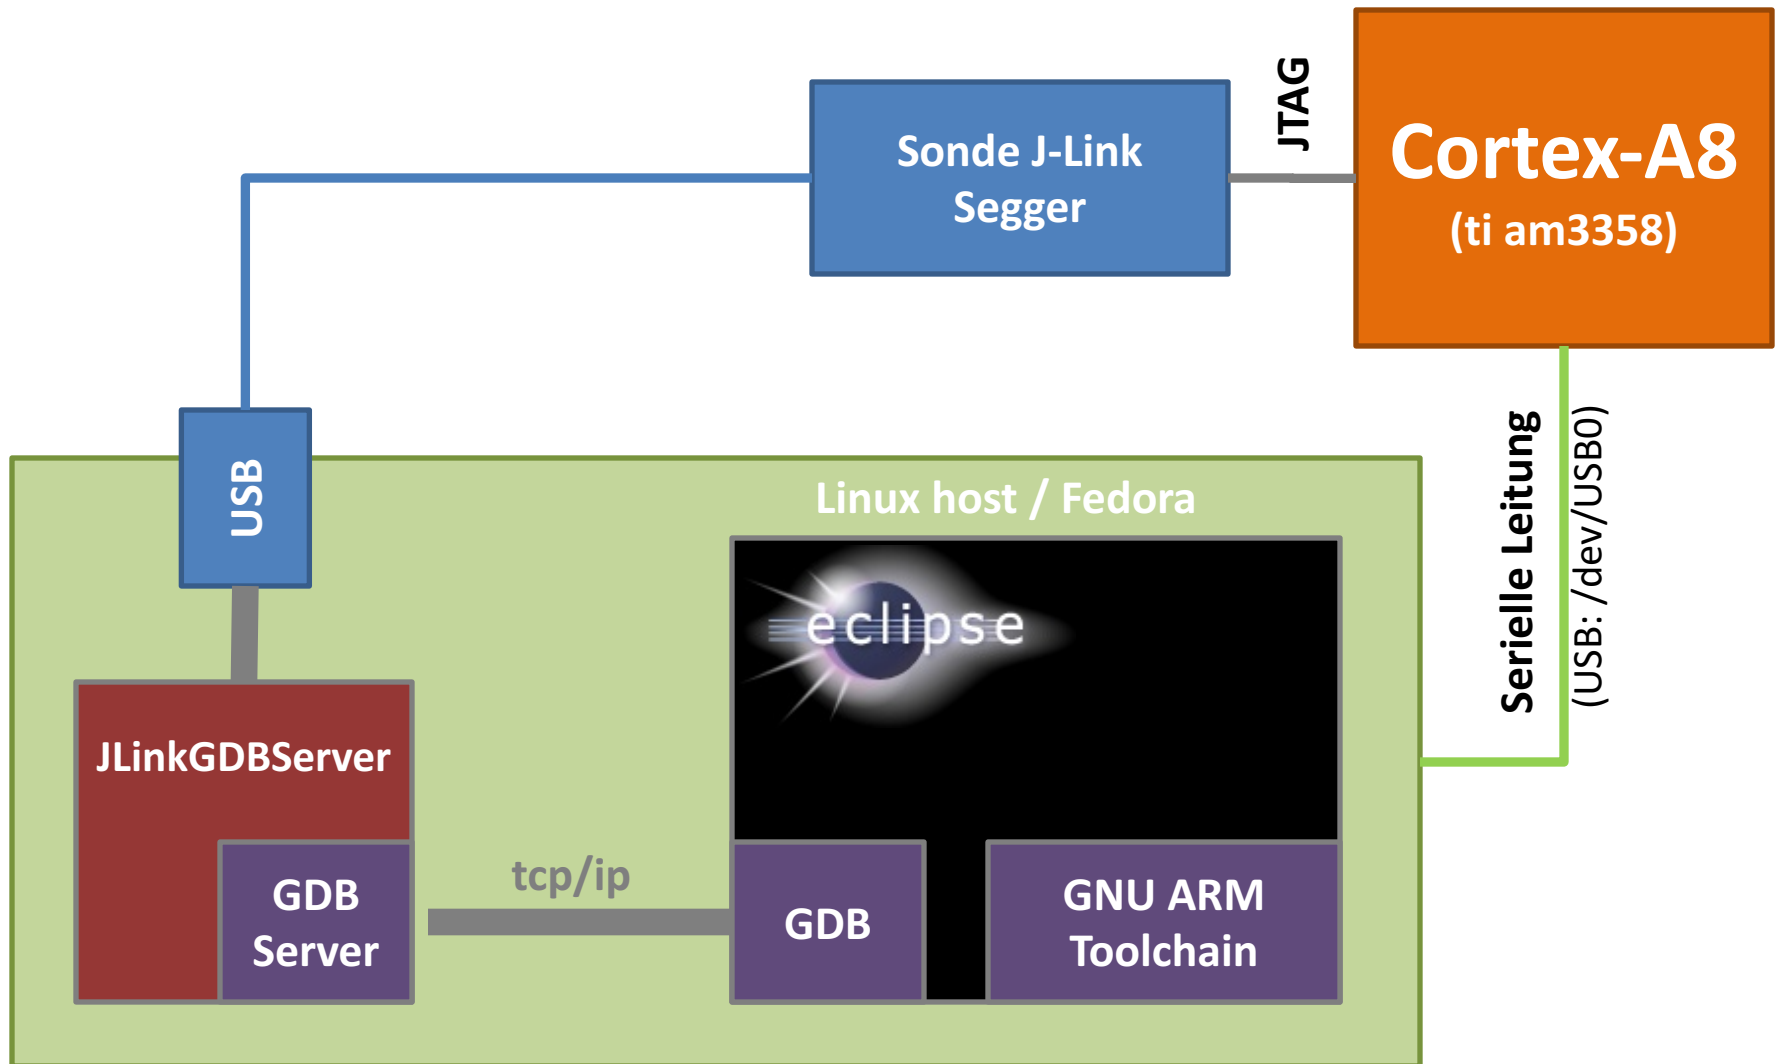 Sonde J-Link
Segger
JTAG
Cortex-A8
(ti am3358)
USB
Linux host / Fedora
Serielle Leitung
(USB: /dev/USB0)
eclipse
JLinkGDBServer
GDB
Server
tcp/ip
GDB
GNU ARM
Toolchain